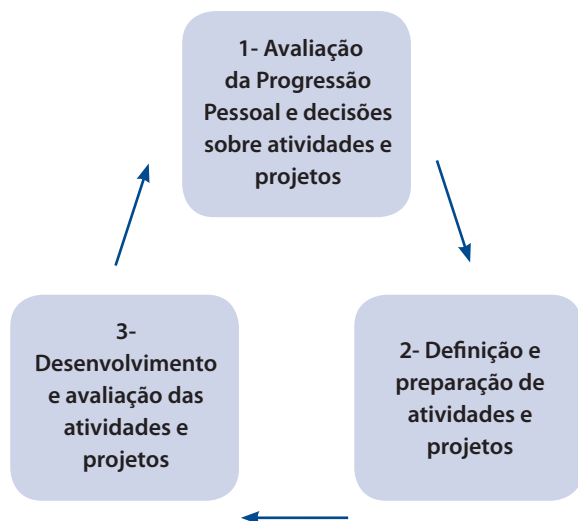 1- Avaliação
da Progressão
Pessoal e decisões
sobre atividades e
projetos
2- Definição e
preparação de
atividades e
projetos
3-
Desenvolvimento
e avaliação das
atividades e
projetos